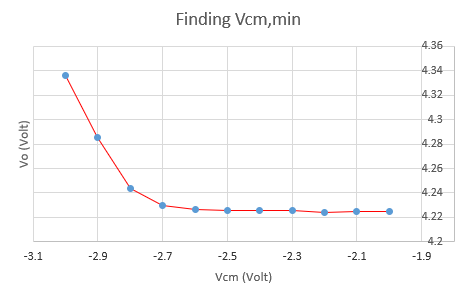 Finding Vcm,min
4.36
4.34
4.32
4.3
4.28
4.26
4.24
4.22
4.2
Vo (Volt)
-3.1 -2.9 -2.7 -2.5 -2.3 -2.1 -1.9
Vcm (Volt)